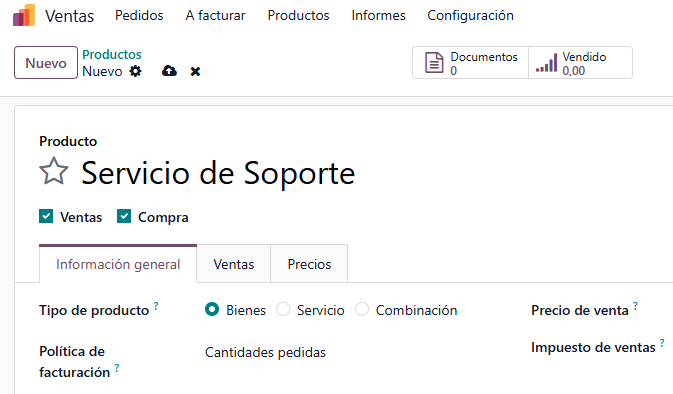 Ventas Pedidos A facturar Productos Informes Configuración
Nuevo
Productos
Nuevo
Documentos
0
Vendido
0,00
Producto
Servicio de Soporte
Ventas Compra
Información general Ventas Precios
Tipo de producto ? Bienes Servicio Combinación Precio de venta ?
Política de facturación ? Cantidades pedidas Impuesto de ventas ?